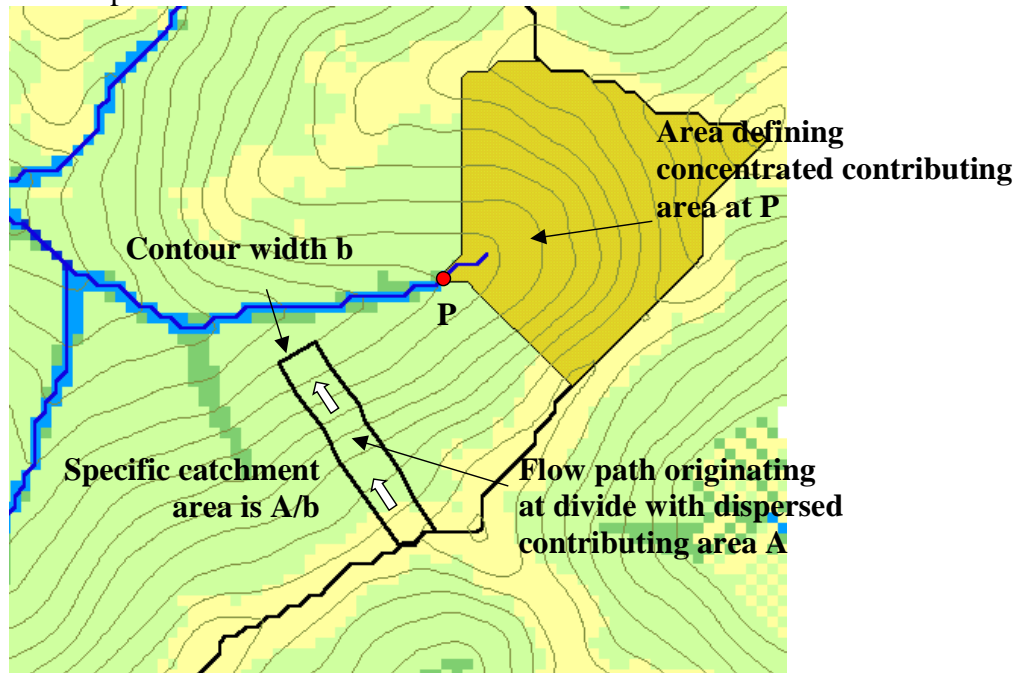 Area defining
concentrated contributing
area at P
Contour width b
P
Specific catchment
area is A/b
Flow path originating
at divide with dispersed
contributing area A